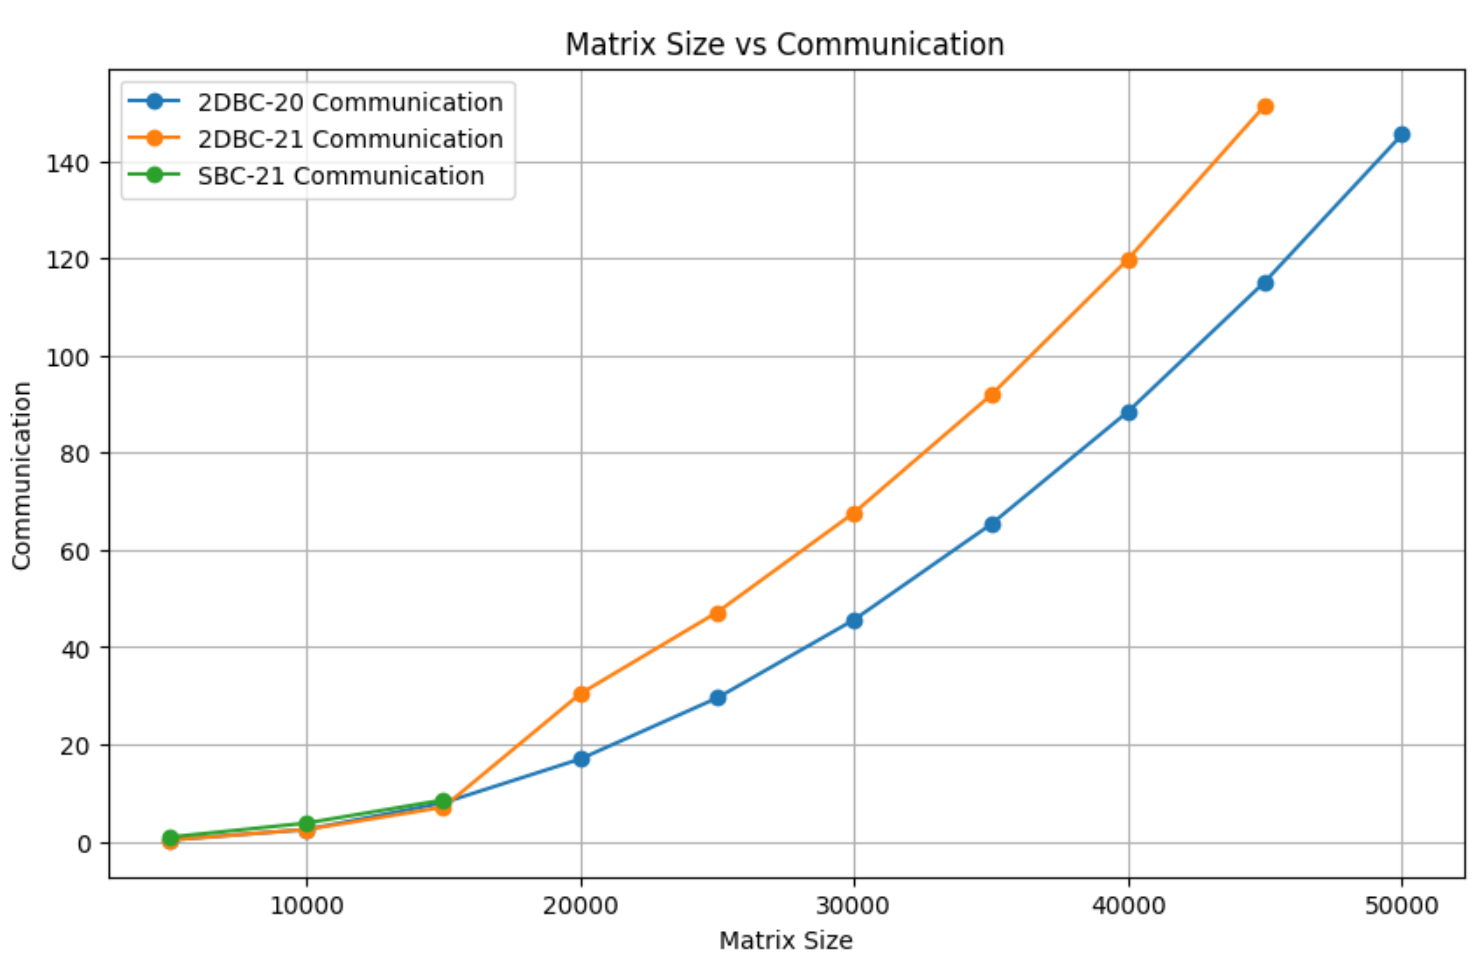 Matrix Size vs Communication
2DBC-20 Communication
2DBC-21 Communication
SBC-21 Communication
Communication
140
120
100
80
60
40
20
0
10000
20000
30000
40000
50000
Matrix Size